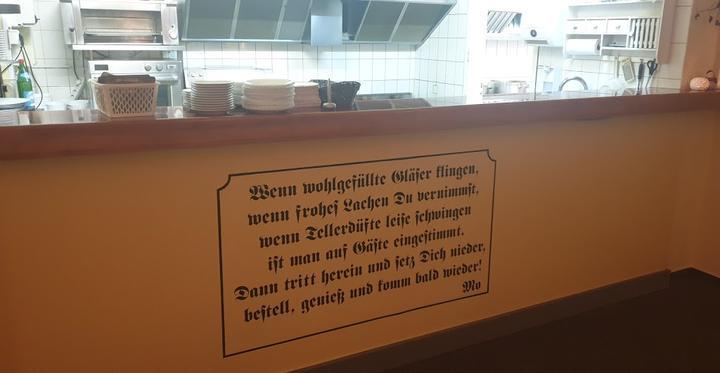 Wenn wohlgefüllte Gläſer klingen,
wenn froheſ Lachen Du vernimmſt,
wenn Tellerdüfte leiſe ſchwingen
iſt man auf Gäſte eingeſtimmt.
Dann tritt herein und ſetz Dich nieder,
beſtell, genieß und komm bald wieder!
Mo